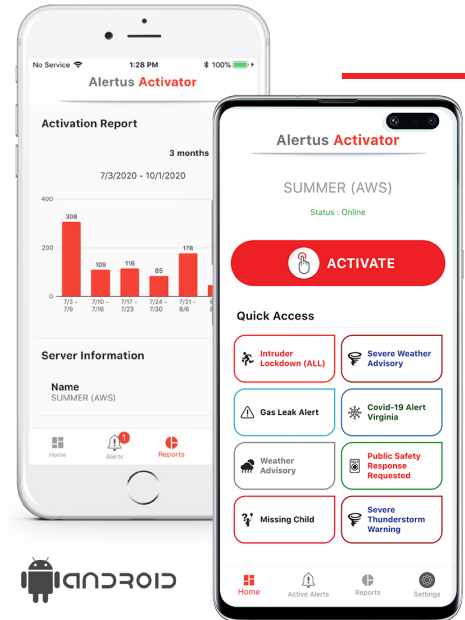 No Service
1:28 PM
100%
Alertus Activator
Activation Report
3 months
7/3/2020 - 10/1/2020
400
200
0
308
109
116
85
178
7/3 -
7/9
7/10 -
7/16
7/17 -
7/23
7/24 -
7/30
7/31 -
8/6
Server Information
Name
SUMMER (AWS)
Home
1
Alerts
Reports
Alertus Activator
SUMMER (AWS)
Status : Online
ACTIVATE
Quick Access
Intruder
Lockdown (ALL)
Severe Weather
Advisory
Gas Leak Alert
Covid-19 Alert
Virginia
Weather
Advisory
Public Safety
Response
Requested
Missing Child
Severe
Thunderstorm
Warning
Home
Active Alerts
Reports
Settings
ANDROID